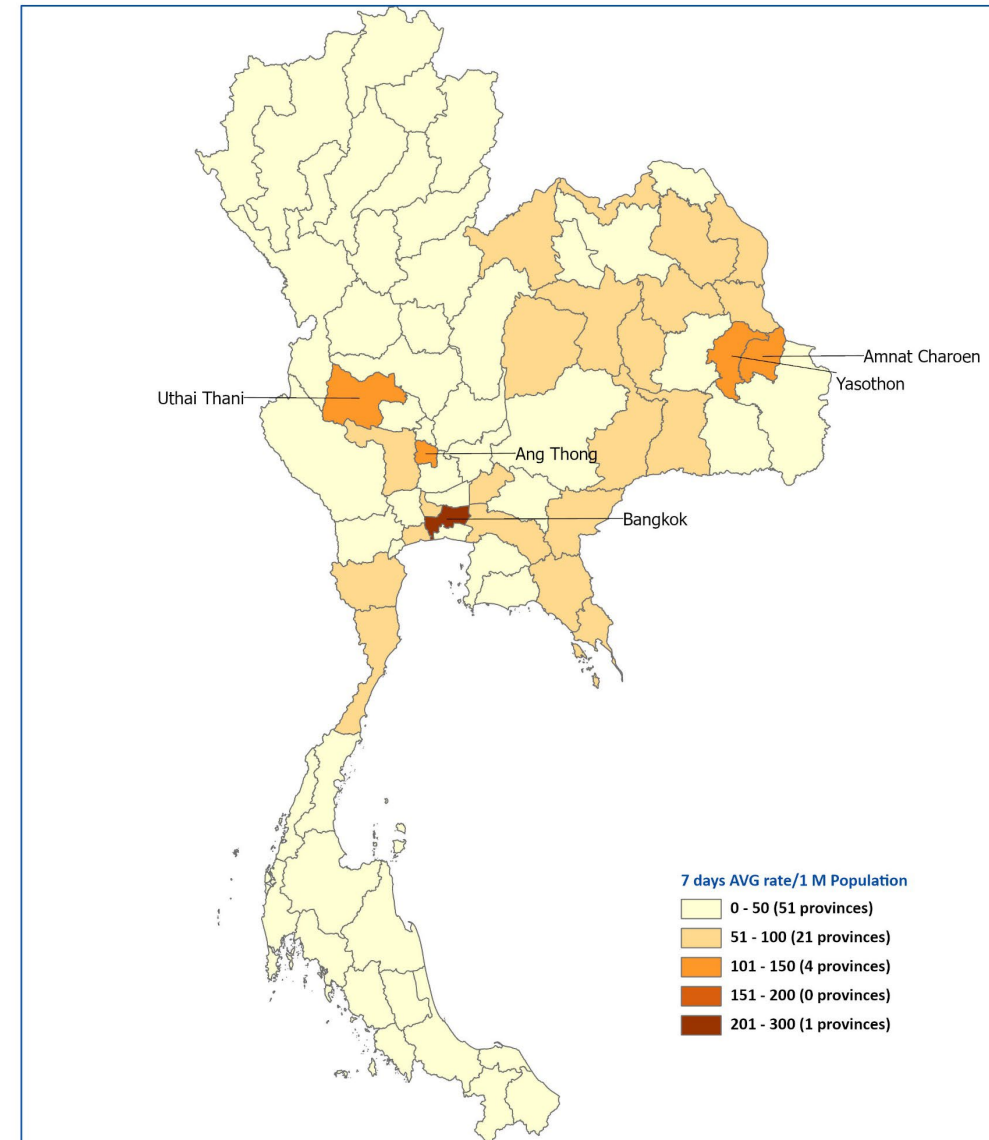 Amnat Charoen
Yasothon
Uthai Thani
Ang Thong
Bangkok
7 days AVG rate/1 M Population
0 - 50 (51 provinces)
51 - 100 (21 provinces)
101 - 150 (4 provinces)
151 - 200 (0 provinces)
201 - 300 (1 provinces)